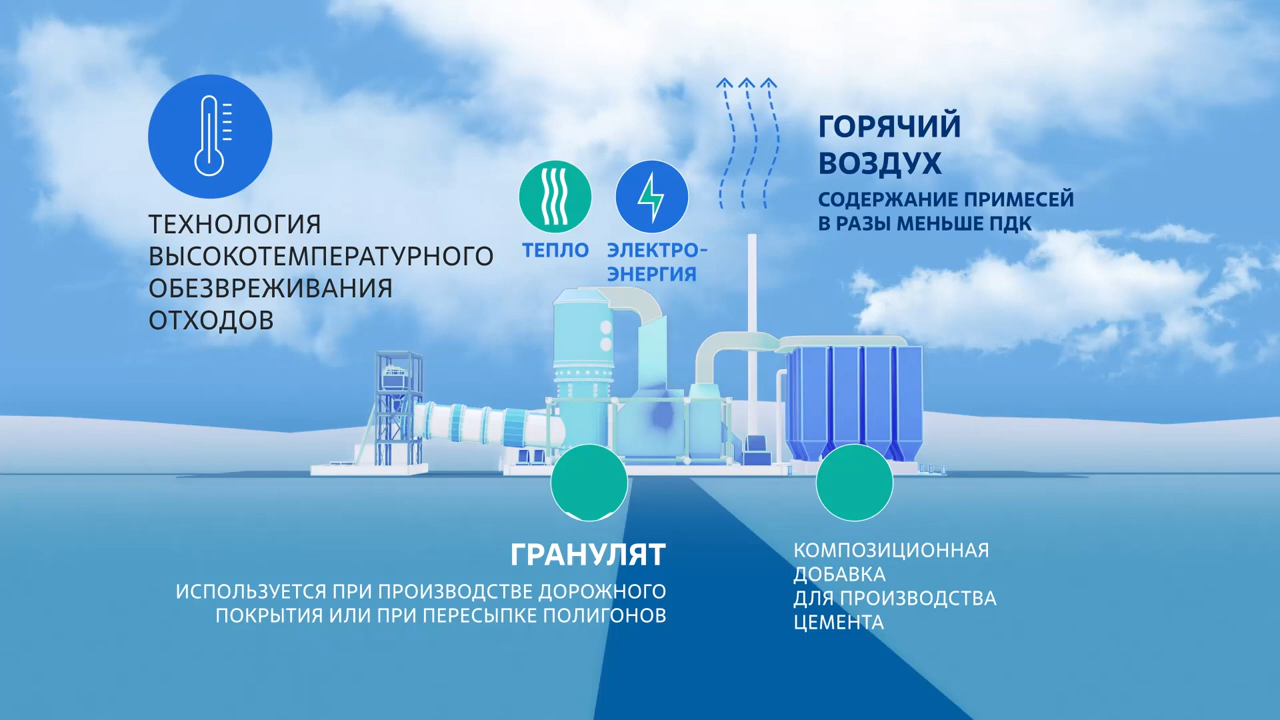 ТЕХНОЛОГИЯ
ВЫСОКОТЕМПЕРАТУРНОГО
ОБЕЗВРЕЖИВАНИЯ
ОТХОДОВ
ТЕПЛО
ЭЛЕКТРО-
ЭНЕРГИЯ
ГОРЯЧИЙ
ВОЗДУХ
СОДЕРЖАНИЕ ПРИМЕСЕЙ
В РАЗЫ МЕНЬШЕ ПДК
ГРАНУЛЯТ
ИСПОЛЬЗУЕТСЯ ПРИ ПРОИЗВОДСТВЕ ДОРОЖНОГО
ПОКРЫТИЯ ИЛИ ПРИ ПЕРЕСЫПКЕ ПОЛИГОНОВ
КОМПОЗИЦИОННАЯ
ДОБАВКА
ДЛЯ ПРОИЗВОДСТВА
ЦЕМЕНТА